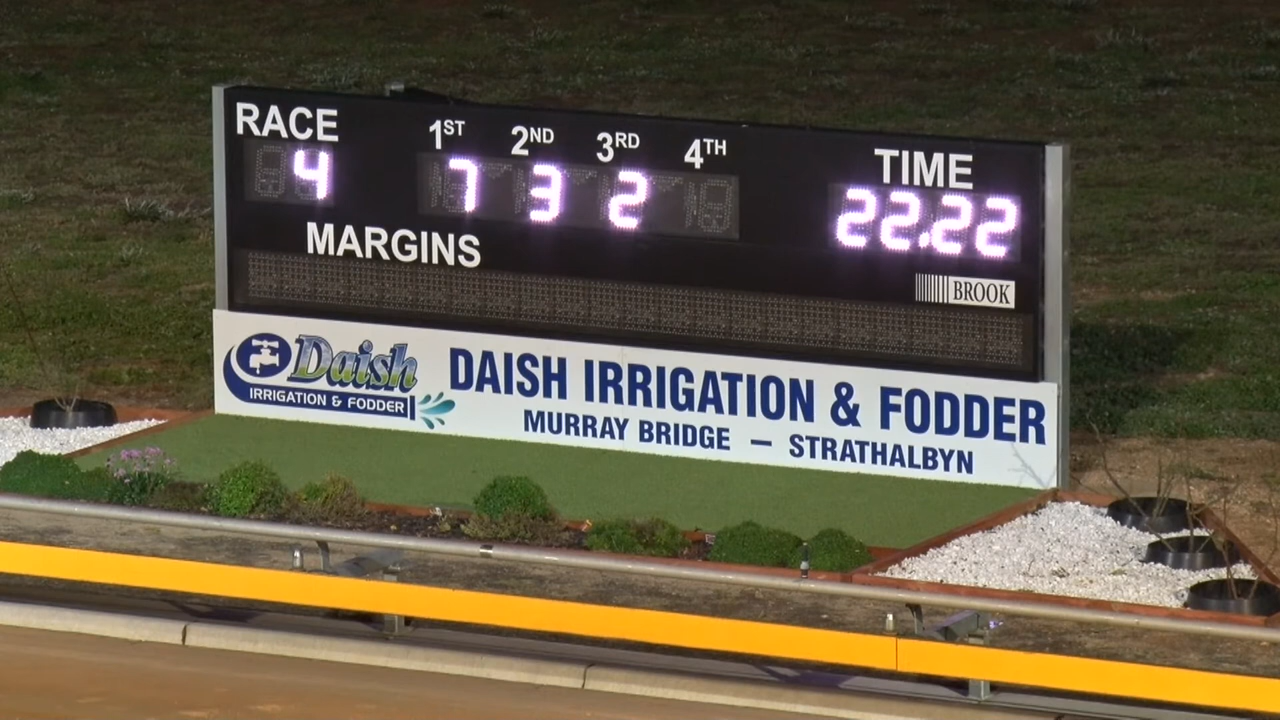 RACE 1ST 2ND 3RD 4TH TIME
4 7 3 2 22.22
MARGINS
BROOK
Daish
IRRIGATION & FODDER
DAISH IRRIGATION & FODDER
MURRAY BRIDGE — STRATHALBYN